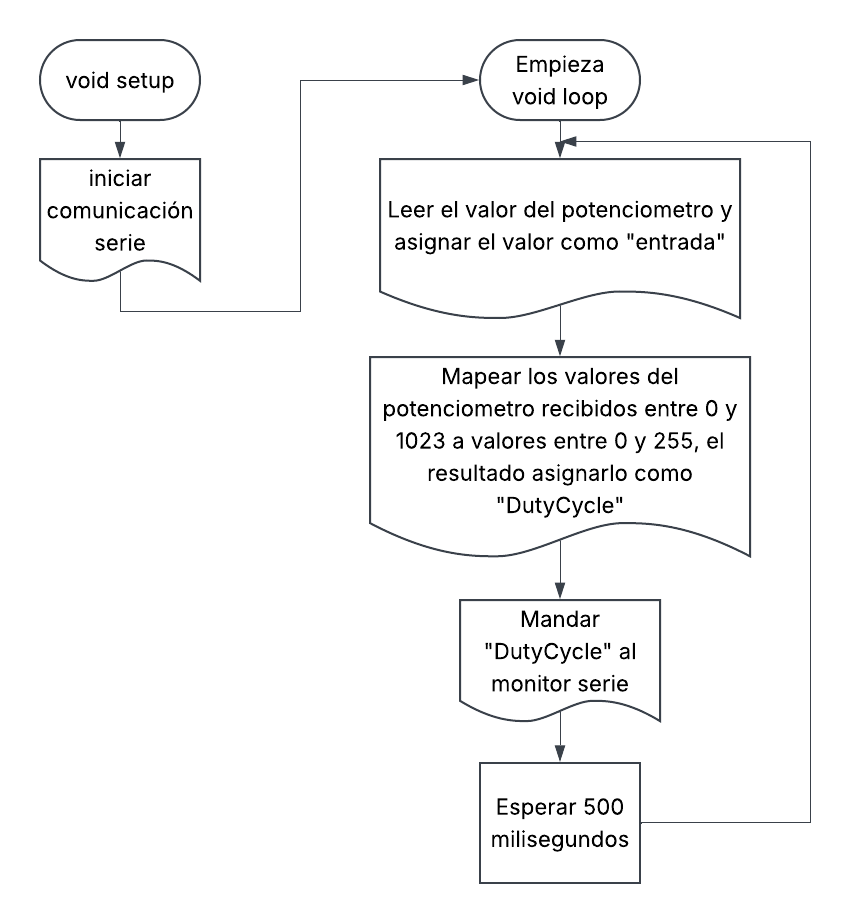 void setup
iniciar
comunicación
serie
Empieza
void loop
Leer el valor del potenciometro y
asignar el valor como "entrada"
Mapear los valores del
potenciometro recibidos entre 0 y
1023 a valores entre 0 y 255, el
resultado asignarlo como
"DutyCycle"
Mandar
"DutyCycle" al
monitor serie
Esperar 500
milisegundos